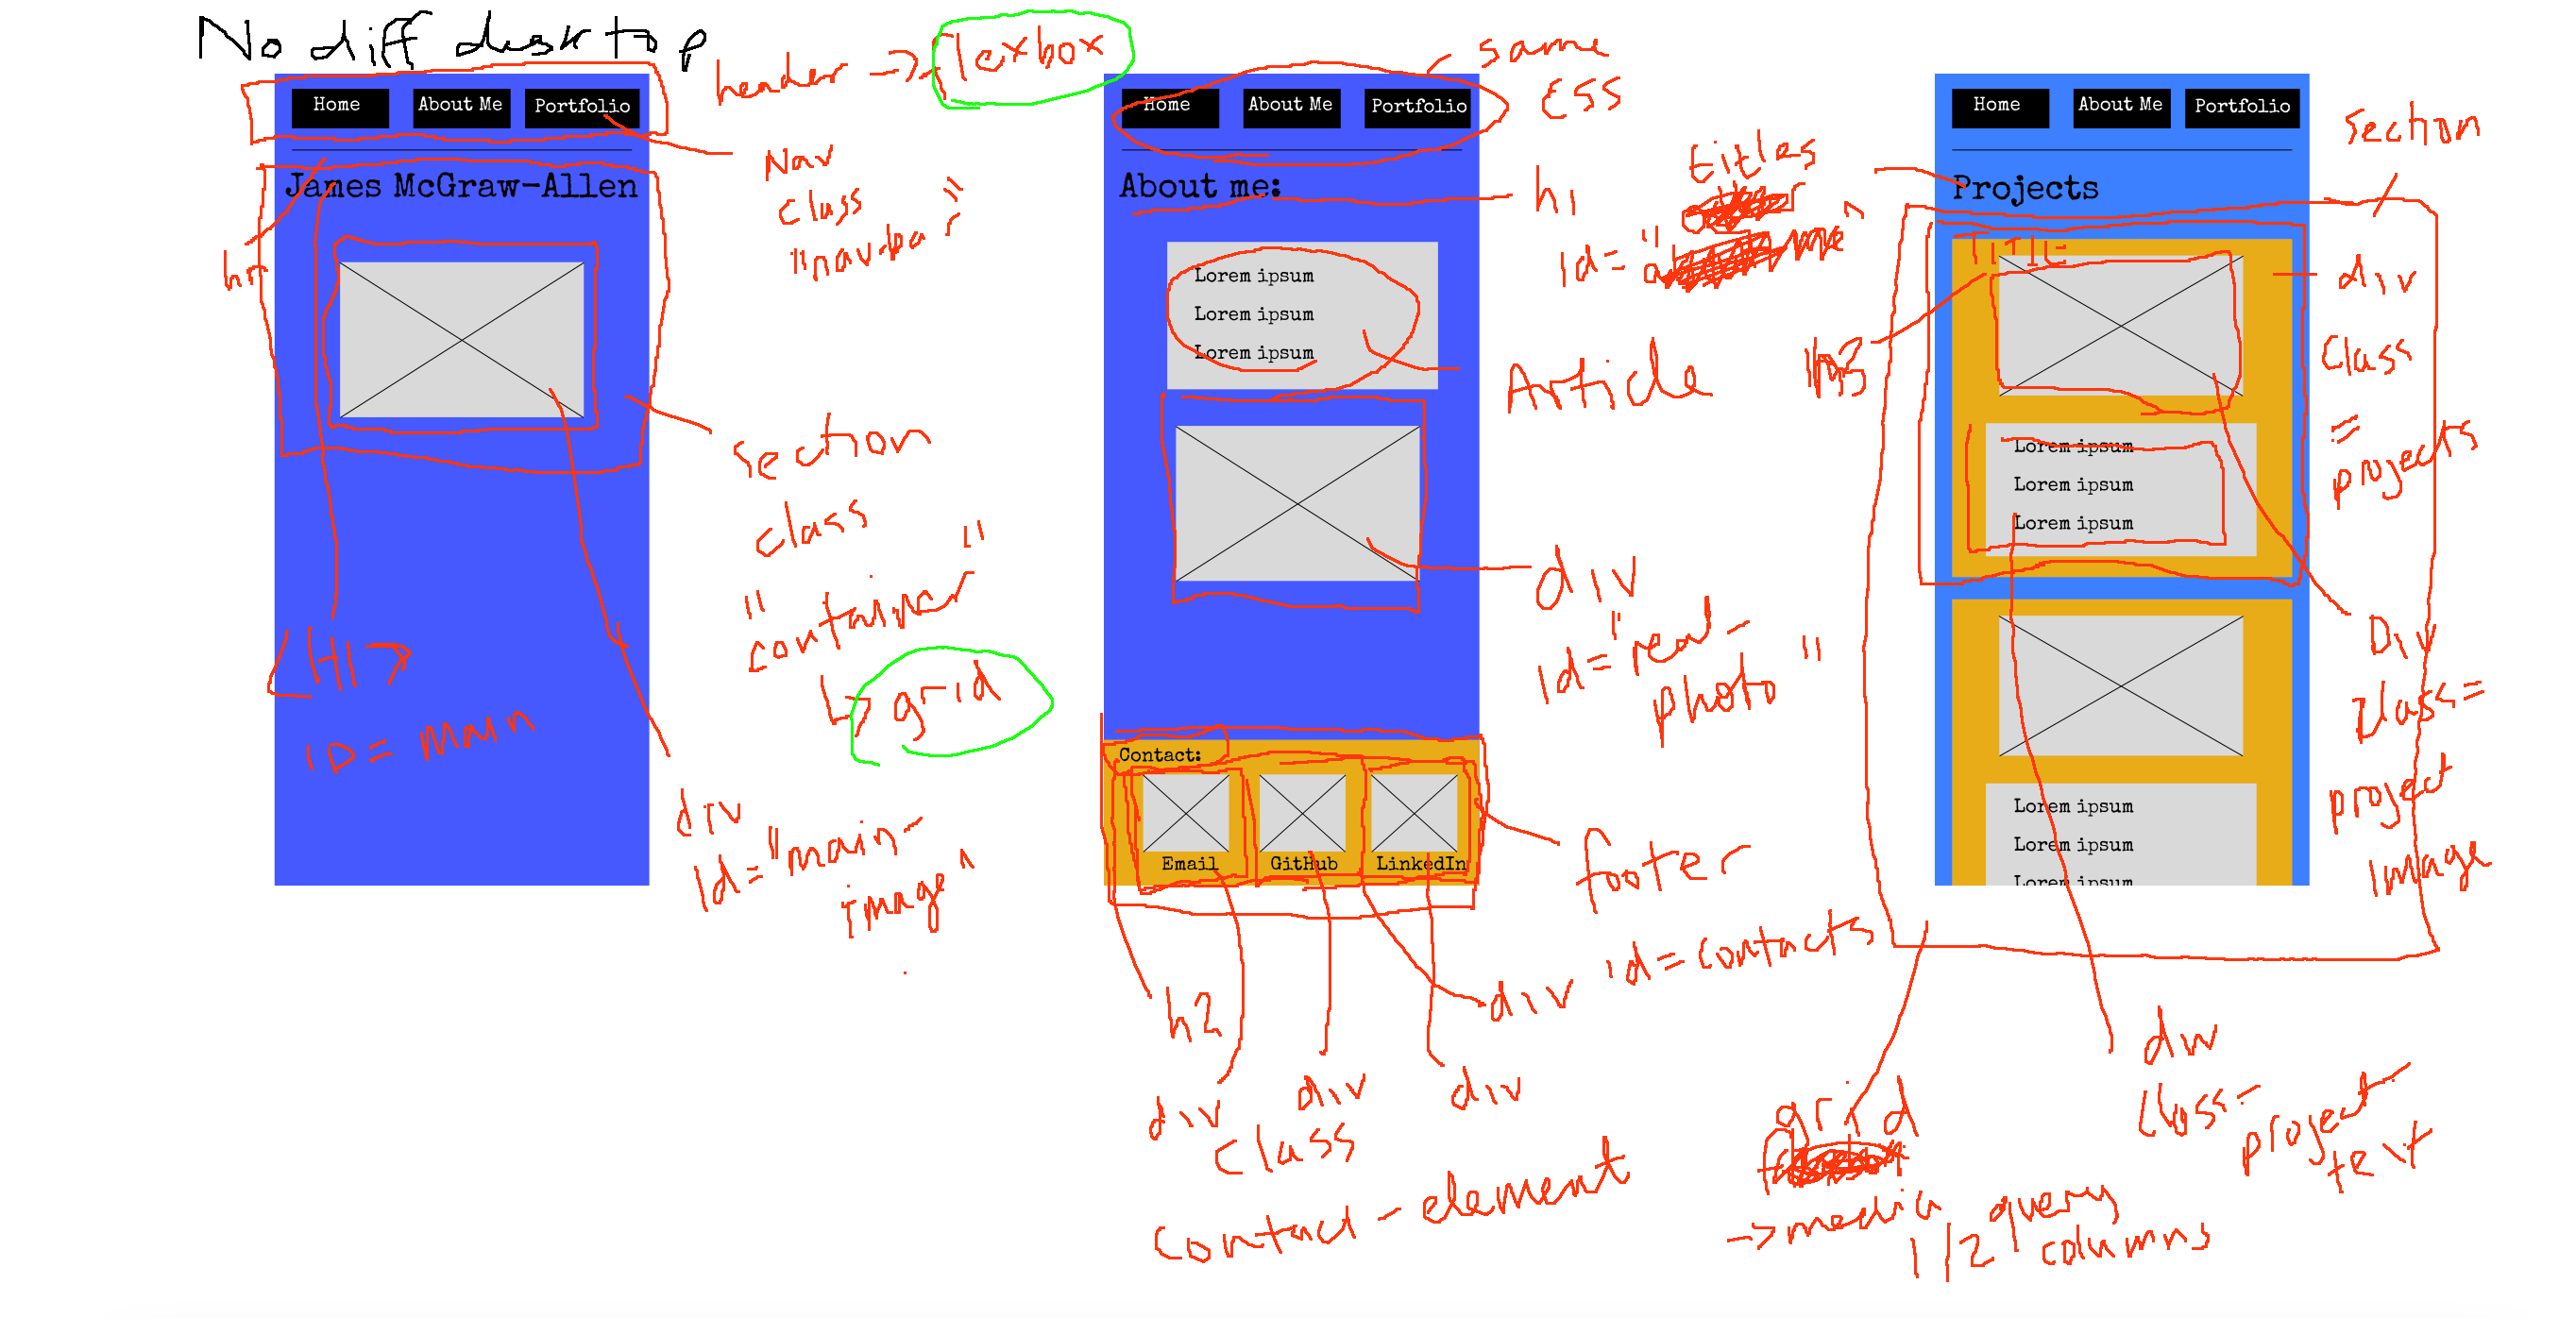 No diff desktop
Home
About Me
Portfolio
James McGraw-Allen
header -> flexbox
Nav
class
"navbar"
hr
section
class
"container"
grid
<H1>
ID= main
div
id="main-
image"
Home
About Me
Portfolio
same
CSS
About me:
h1
titles
id="
Lorem ipsum
Lorem ipsum
Lorem ipsum
Article
div
id="real-
photo"
Contact:
Email
GitHub
LinkedIn
footer
id=contacts
h2
div
div
div
div
class
contact-element
Home
About Me
Portfolio
Section
Projects
TITLE
h3
div
class
=
projects
Lorem ipsum
Lorem ipsum
Lorem ipsum
Div
class=
project
image
Lorem ipsum
Lorem ipsum
Lorem ipsum
div
class=
project-
text
grid
-> media query
1/2 columns